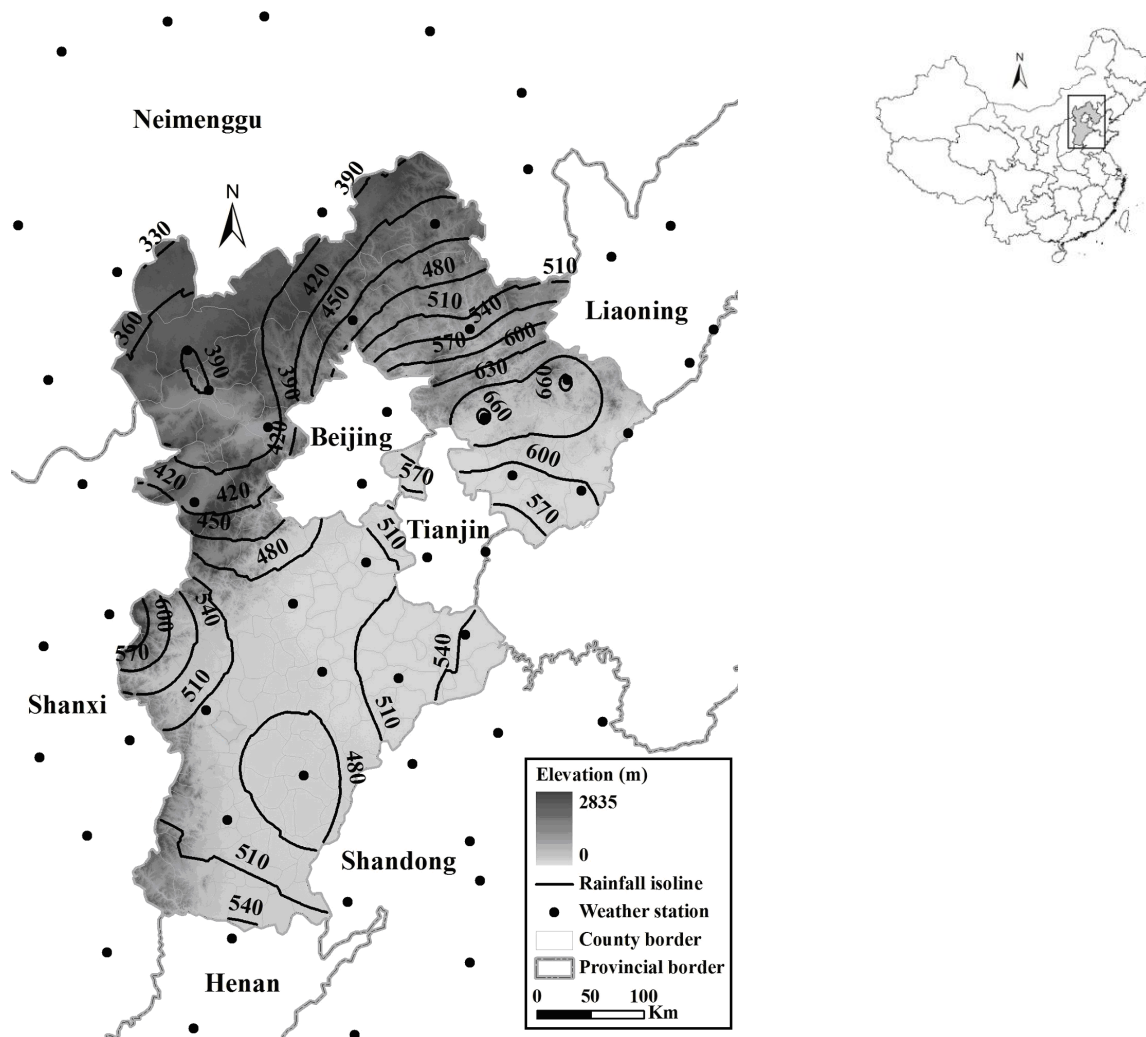 N
Neimenggu
390
N
330
420
480
510
450
510
540
Liaoning
360
570
600
390
630
390
660
660
420
Beijing
600
420
570
420
570
450
Tianjin
510
480
540
600
570
540
510
Shanxi
510
480
Elevation (m)
2835
0
510
Shandong
Rainfall isoline
540
Weather station
County border
Henan
Provincial border
0 50 100
Km